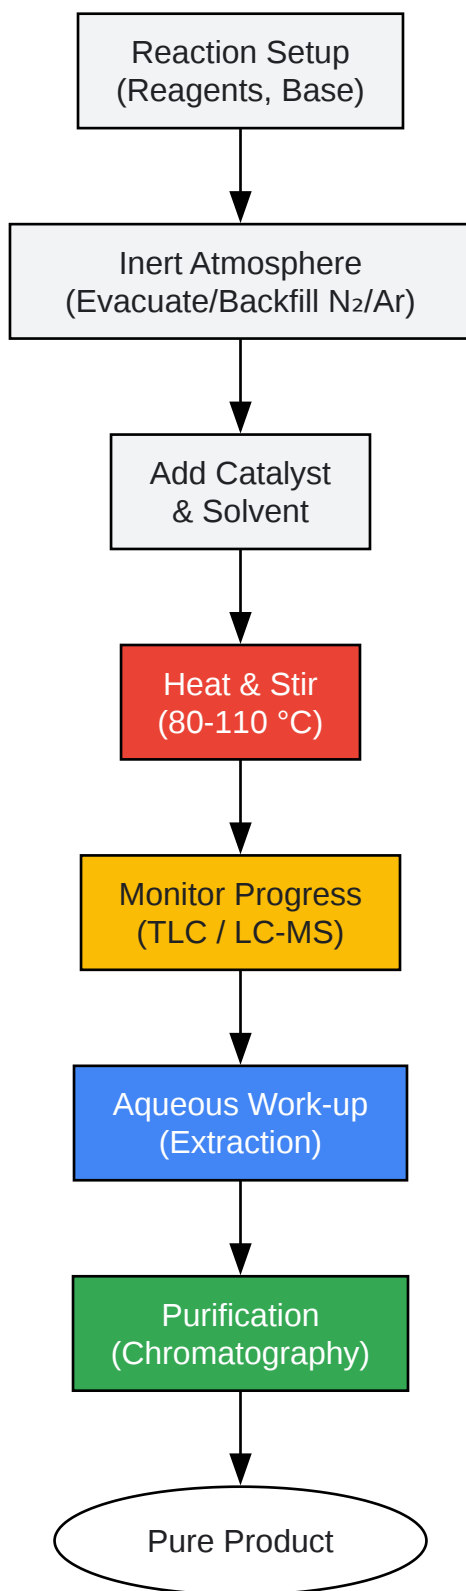 Reaction Setup
(Reagents, Base)
Inert Atmosphere
(Evacuate/Backfill N₂/Ar)
Add Catalyst
& Solvent
Heat & Stir
(80-110 °C)
Monitor Progress
(TLC / LC-MS)
Aqueous Work-up
(Extraction)
Purification
(Chromatography)
Pure Product